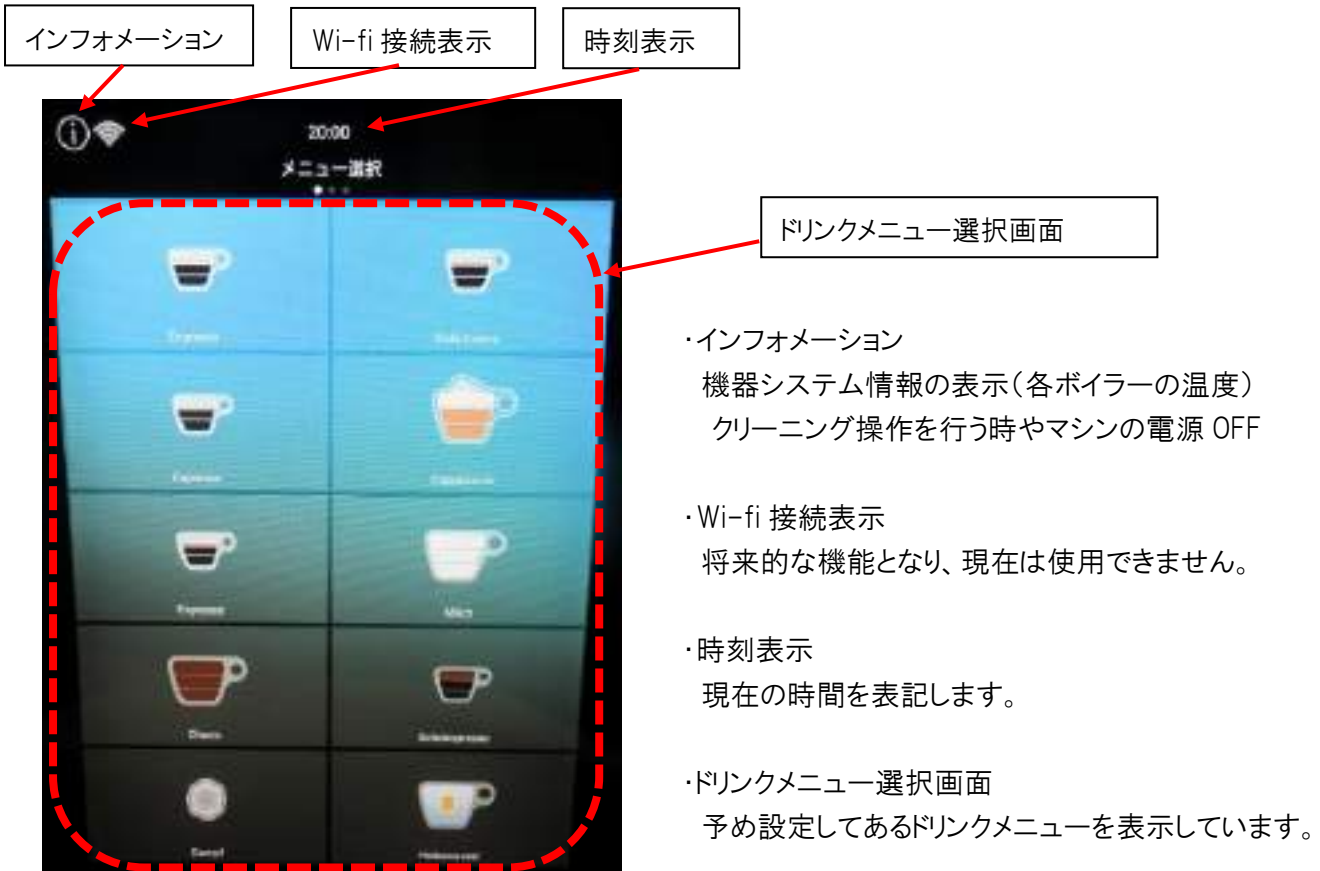 インフォメーション
Wi-fi 接続表示
時刻表示
20:00
メニュー選択
ドリンクメニュー選択画面
・インフォメーション
機器システム情報の表示（各ボイラーの温度）
クリーニング操作を行う時やマシンの電源 OFF
・Wi-fi 接続表示
将来的な機能となり、現在は使用できません。
・時刻表示
現在の時間を表記します。
・ドリンクメニュー選択画面
予め設定してあるドリンクメニューを表示しています。
Espresso
Espresso
Cappuccino
Espresso
Milch
Choco
Dampf